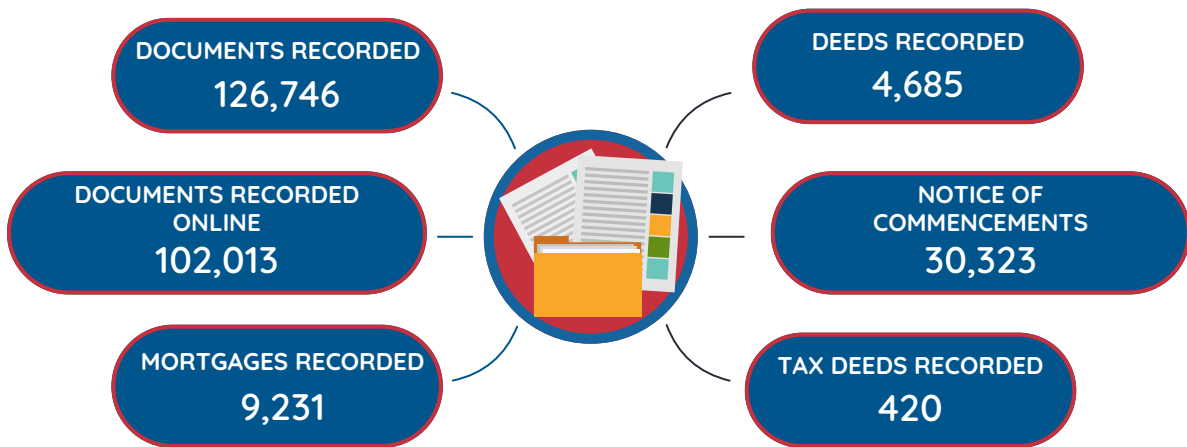 DOCUMENTS RECORDED
126,746
DOCUMENTS RECORDED
ONLINE
102,013
MORTGAGES RECORDED
9,231
DEEDS RECORDED
4,685
NOTICE OF
COMMENCEMENTS
30,323
TAX DEEDS RECORDED
420